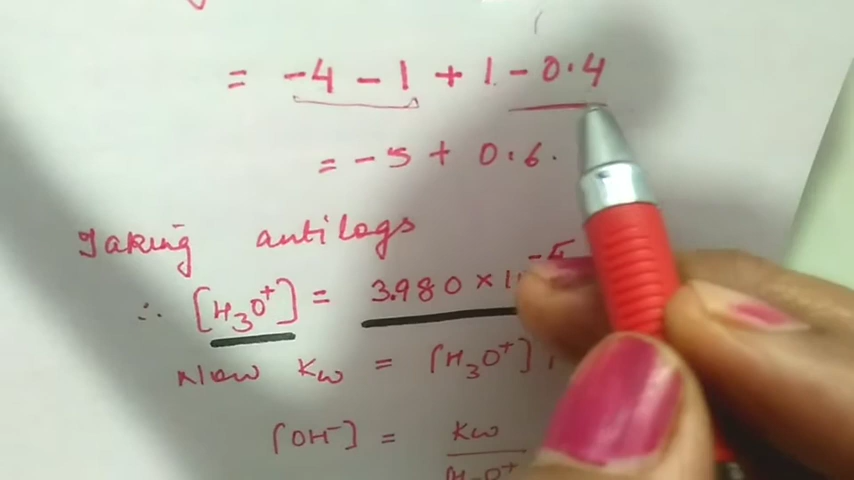 = -4 - 1 + 1 - 0.4
= -5 + 0.6.
Taking antilogs
∴ [H₃O⁺] = 3.980 × 1
Now Kw = [H₃O⁺]
[OH⁻] = Kw